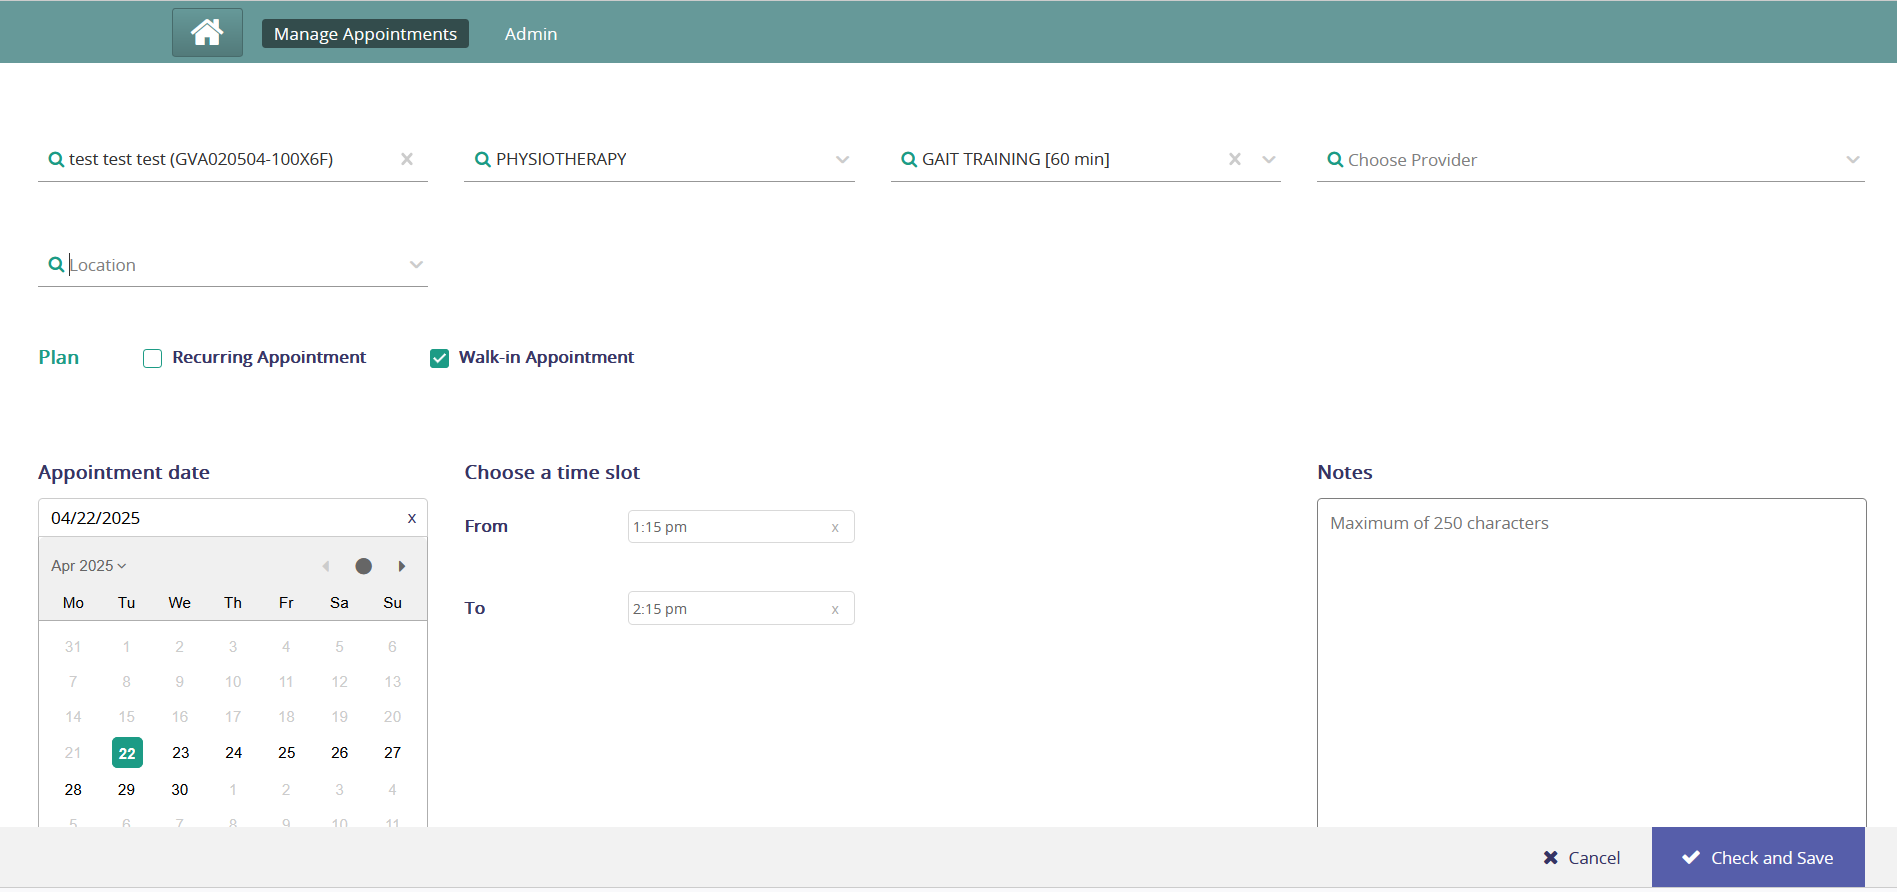 Manage Appointments Admin
test test test (GVA020504-100X6F) PHYSIOTHERAPY GAIT TRAINING [60 min] Choose Provider
Location
Plan Recurring Appointment Walk-in Appointment
Appointment date Choose a time slot Notes
04/22/2025 x
From 1:15 pm x
Maximum of 250 characters
Apr 2025
Mo Tu We Th Fr Sa Su
To 2:15 pm x
31 1 2 3 4 5 6
7 8 9 10 11 12 13
14 15 16 17 18 19 20
21 22 23 24 25 26 27
28 29 30 1 2 3 4
5 6 7 8 9 10 11
Cancel Check and Save